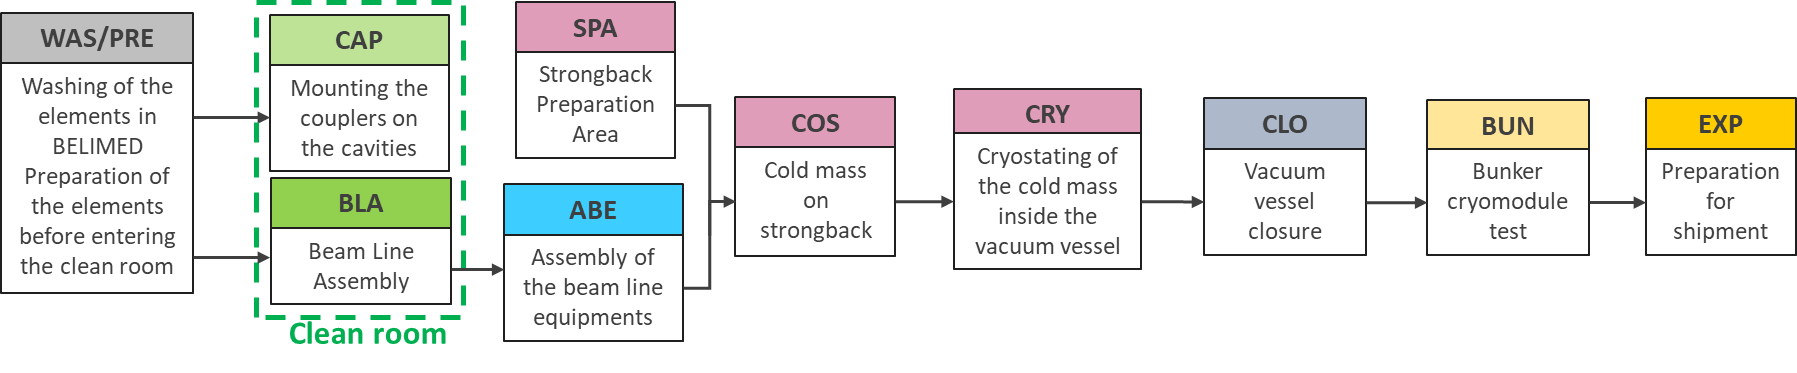 WAS/PRE
Washing of the
elements in
BELIMED
Preparation of
the elements
before entering
the clean room
CAP
Mounting the
couplers on
the cavities
BLA
Beam Line
Assembly
Clean room
SPA
Strongback
Preparation
Area
ABE
Assembly of
the beam line
equipments
COS
Cold mass
on
strongback
CRY
Cryostating of
the cold mass
inside the
vacuum vessel
CLO
Vacuum
vessel
closure
BUN
Bunker
cryomodule
test
EXP
Preparation
for
shipment